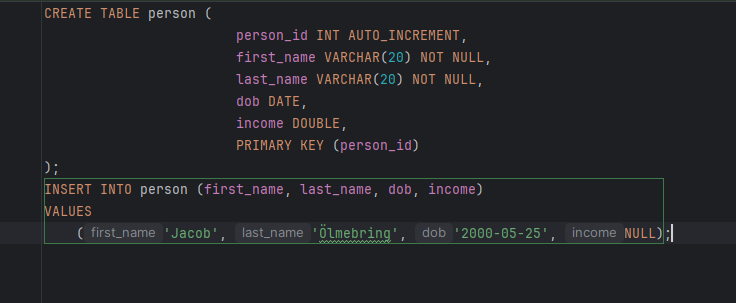 CREATE TABLE person (
person_id INT AUTO_INCREMENT,
first_name VARCHAR(20) NOT NULL,
last_name VARCHAR(20) NOT NULL,
dob DATE,
income DOUBLE,
PRIMARY KEY (person_id)
);
INSERT INTO person (first_name, last_name, dob, income)
VALUES
( first_name 'Jacob', last_name 'Ölmebring', dob '2000-05-25', income NULL);